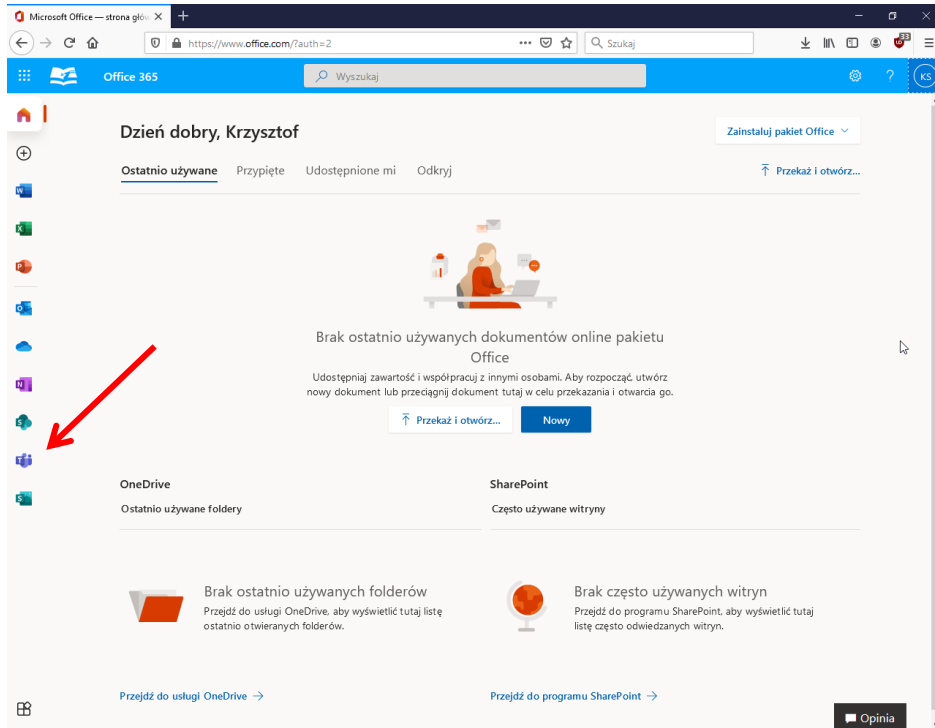 Microsoft Office — strona głów
https://www.office.com/?auth=2
Szukaj
33
Office 365
Wyszukaj
?
KS
Dzień dobry, Krzysztof
Zainstaluj pakiet Office
Ostatnio używane Przypięte Udostępnione mi Odkryj
Przekaż i otwórz...
Brak ostatnio używanych dokumentów online pakietu
Office
Udostępniaj zawartość i współpracuj z innymi osobami. Aby rozpocząć, utwórz
nowy dokument lub przeciągnij dokument tutaj w celu przekazania i otwarcia go.
Przekaż i otwórz...
Nowy
OneDrive
Ostatnio używane foldery
SharePoint
Często używane witryny
Brak ostatnio używanych folderów
Przejdź do usługi OneDrive, aby wyświetlić tutaj listę
ostatnio otwieranych folderów.
Przejdź do usługi OneDrive →
Brak często używanych witryn
Przejdź do programu SharePoint, aby wyświetlić tutaj
listę często odwiedzanych witryn.
Przejdź do programu SharePoint →
Opinia